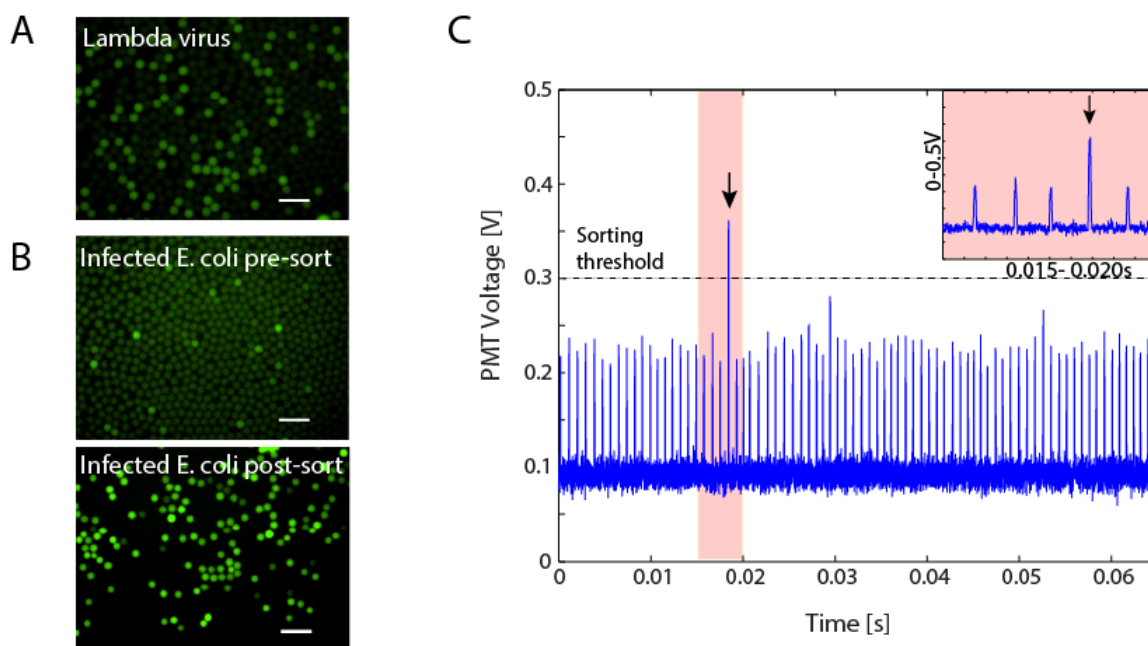 A
Lambda virus
B
Infected E. coli pre-sort
Infected E. coli post-sort
C
PMT Voltage [V]
0.5
0.4
0.3
0.2
0.1
0
Sorting
threshold
0-0.5V
0.015- 0.020s
0 0.01 0.02 0.03 0.04 0.05 0.06
Time [s]